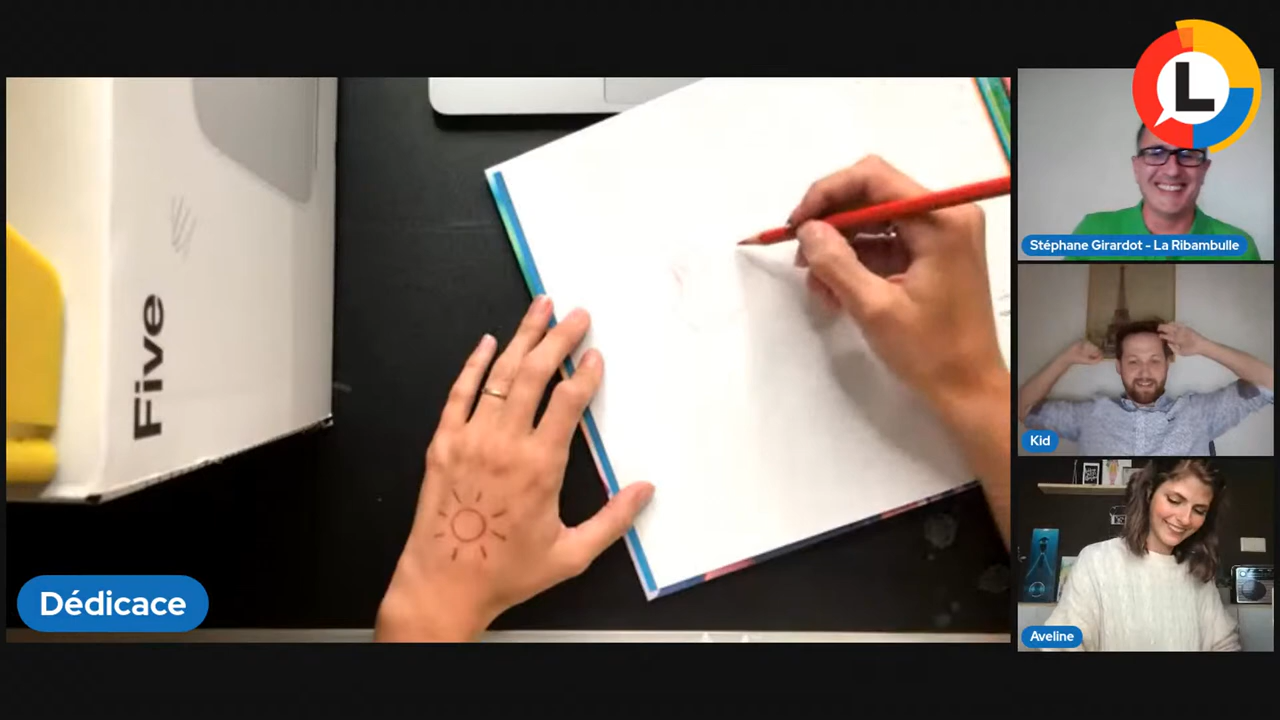 L
Five
Stéphane Girardot - La Ribambulle
Kid
Dédicace
Aveline